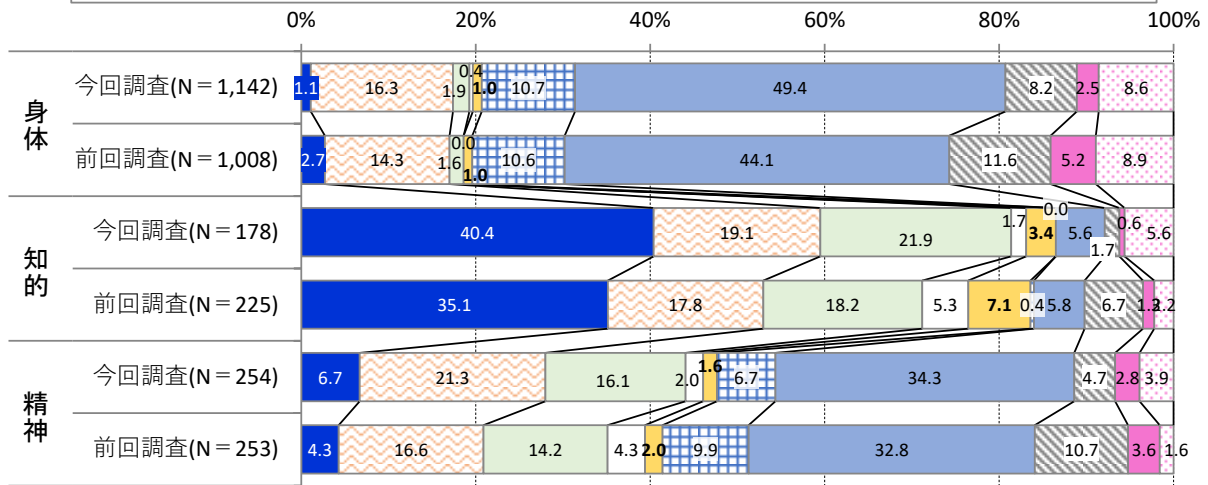 0% 20% 40% 60% 80% 100%
身体
今回調査(N＝1,142) 1.1 16.3 1.9 0.4 1.0 10.7 49.4 8.2 2.5 8.6
前回調査(N＝1,008) 2.7 14.3 1.6 0.0 1.0 10.6 44.1 11.6 5.2 8.9
知的
今回調査(N＝178) 40.4 19.1 21.9 1.7 3.4 0.0 5.6 1.7 0.6 5.6
前回調査(N＝225) 35.1 17.8 18.2 5.3 7.1 0.4 5.8 6.7 1.3 2.2
精神
今回調査(N＝254) 6.7 21.3 16.1 2.0 1.6 6.7 34.3 4.7 2.8 3.9
前回調査(N＝253) 4.3 16.6 14.2 4.3 2.0 9.9 32.8 10.7 3.6 1.6